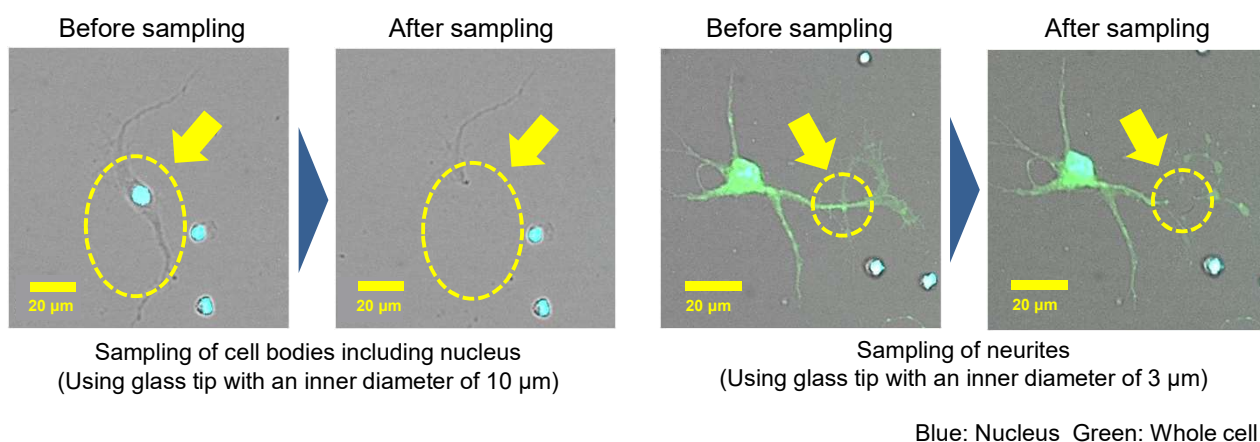 Before sampling
After sampling
Before sampling
After sampling
20 µm
20 µm
20 µm
20 µm
Sampling of cell bodies including nucleus
(Using glass tip with an inner diameter of 10 µm)
Sampling of neurites
(Using glass tip with an inner diameter of 3 µm)
Blue: Nucleus  Green: Whole cell